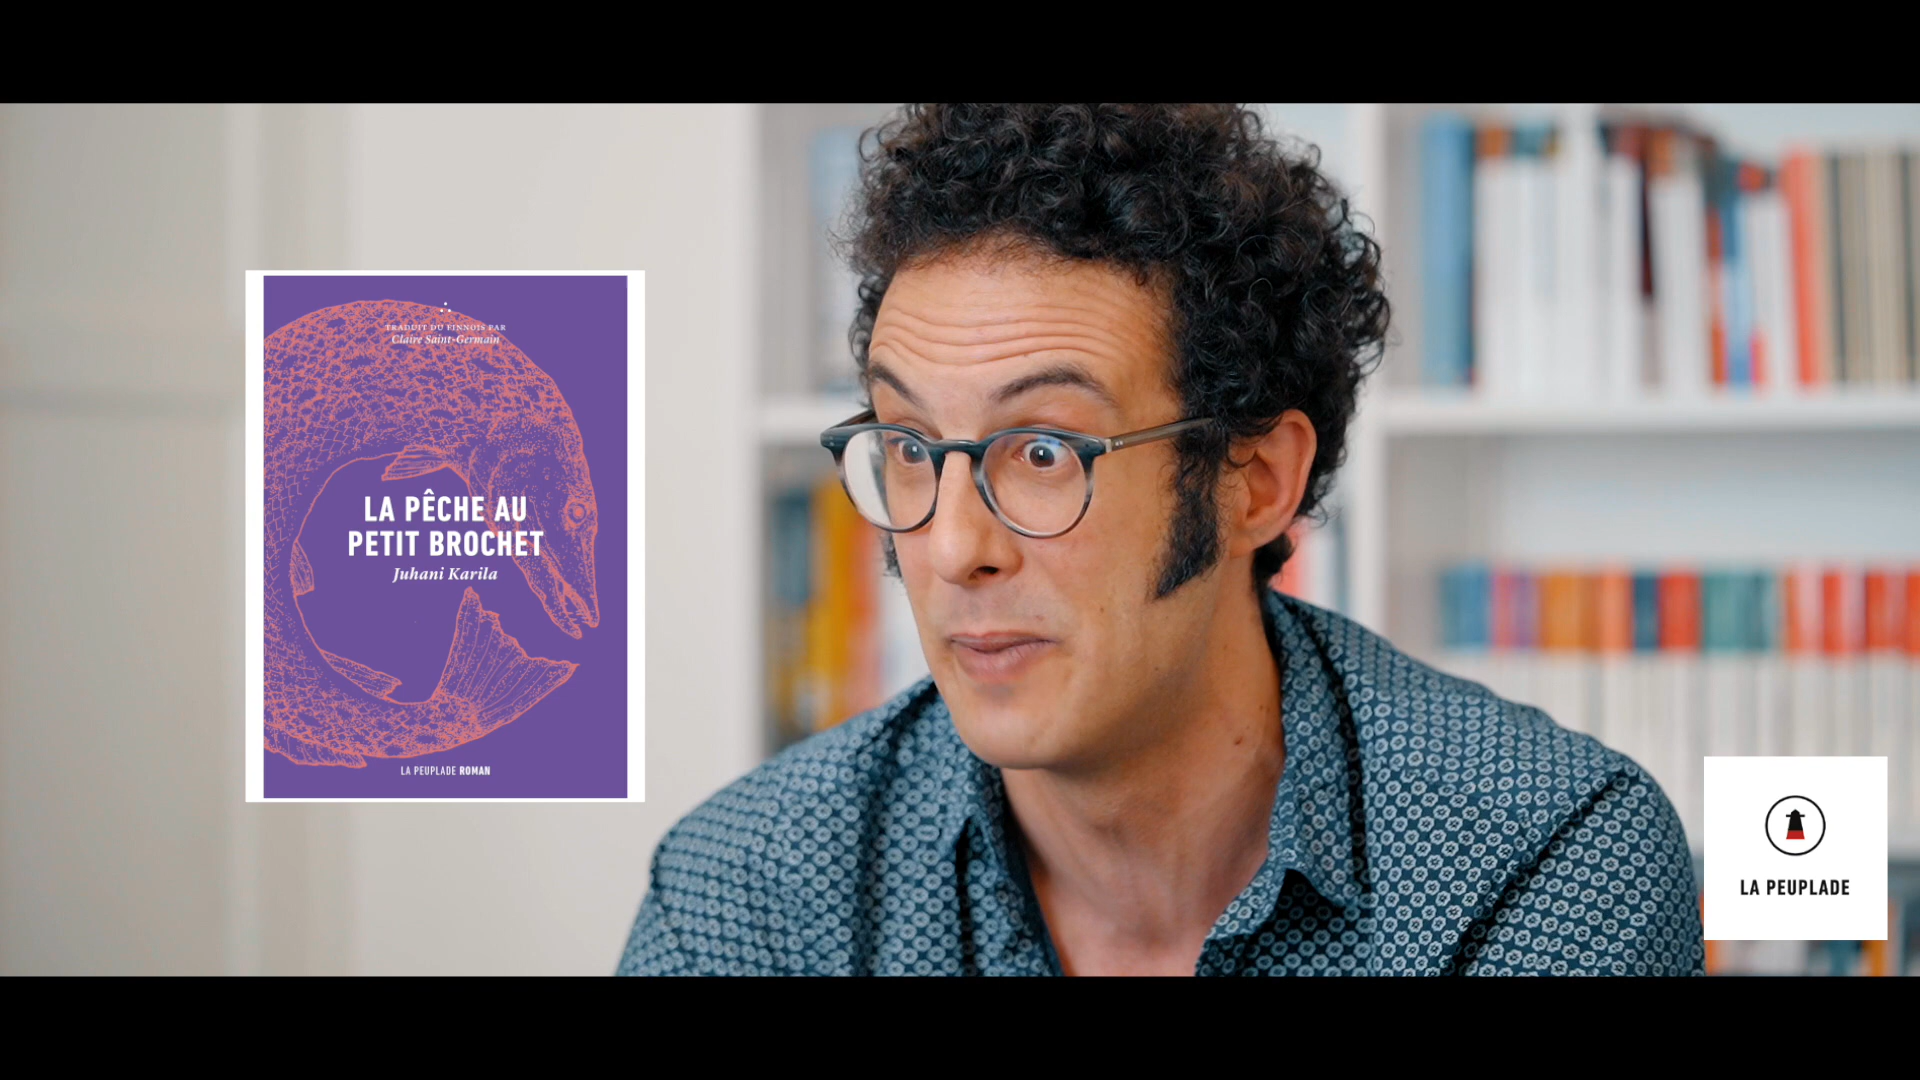 TRADUIT DU FINNOIS PAR
Claire Saint-Germain
LA PÊCHE AU
PETIT BROCHET
Juhani Karila
LA PEUPLADE ROMAN
LA PEUPLADE